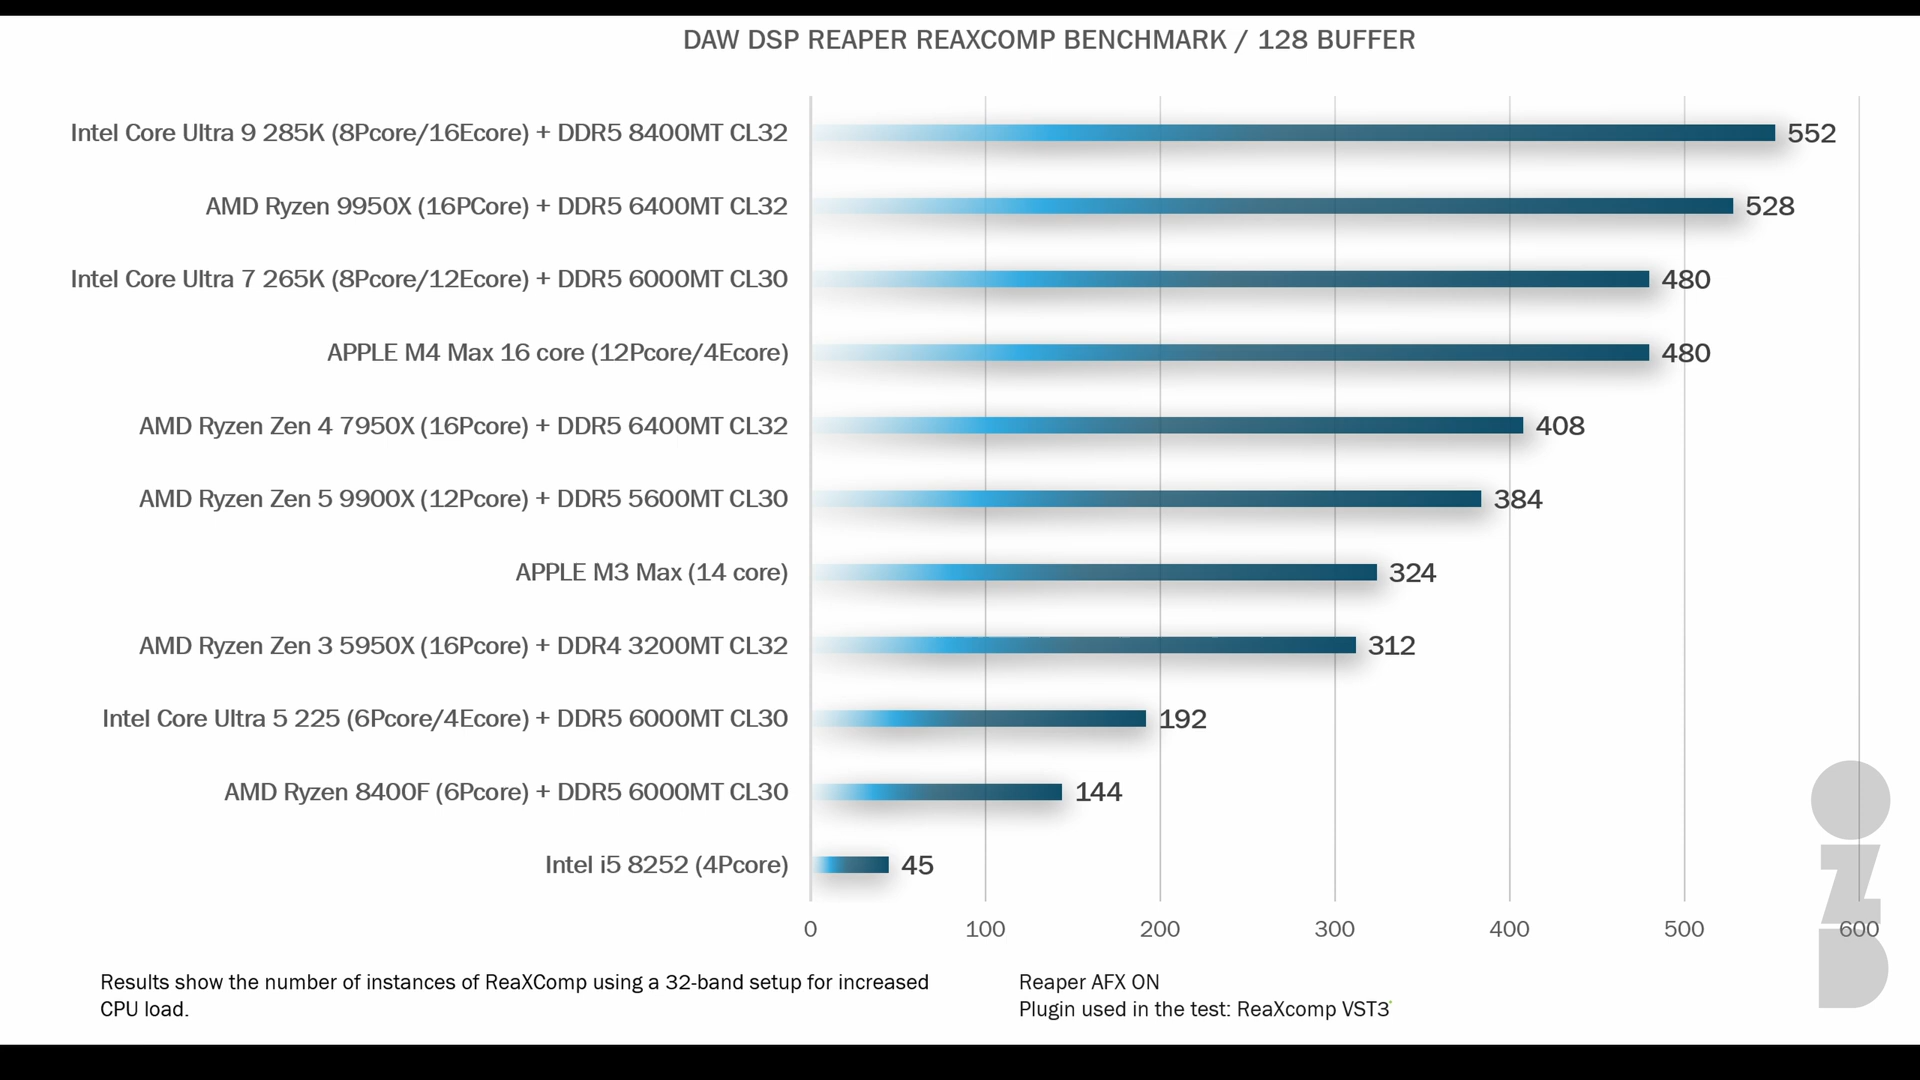 DAW DSP REAPER REAXCOMP BENCHMARK / 128 BUFFER
Intel Core Ultra 9 285K (8Pcore/16Ecore) + DDR5 8400MT CL32
552
AMD Ryzen 9950X (16PCore) + DDR5 6400MT CL32
528
Intel Core Ultra 7 265K (8Pcore/12Ecore) + DDR5 6000MT CL30
480
APPLE M4 Max 16 core (12Pcore/4Ecore)
480
AMD Ryzen Zen 4 7950X (16Pcore) + DDR5 6400MT CL32
408
AMD Ryzen Zen 5 9900X (12Pcore) + DDR5 5600MT CL30
384
APPLE M3 Max (14 core)
324
AMD Ryzen Zen 3 5950X (16Pcore) + DDR4 3200MT CL32
312
Intel Core Ultra 5 225 (6Pcore/4Ecore) + DDR5 6000MT CL30
192
AMD Ryzen 8400F (6Pcore) + DDR5 6000MT CL30
144
Intel i5 8252 (4Pcore)
45
0 100 200 300 400 500 600
Results show the number of instances of ReaXComp using a 32-band setup for increased
CPU load.
Reaper AFX ON
Plugin used in the test: ReaXcomp VST3